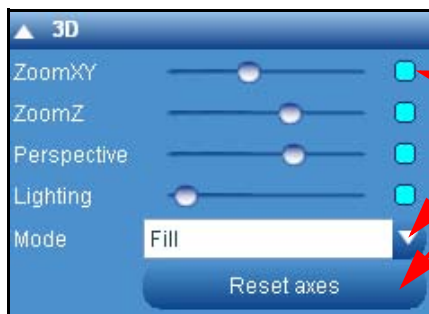 3D
ZoomXY
ZoomZ
Perspective
Lighting
Mode Fill
Reset axes